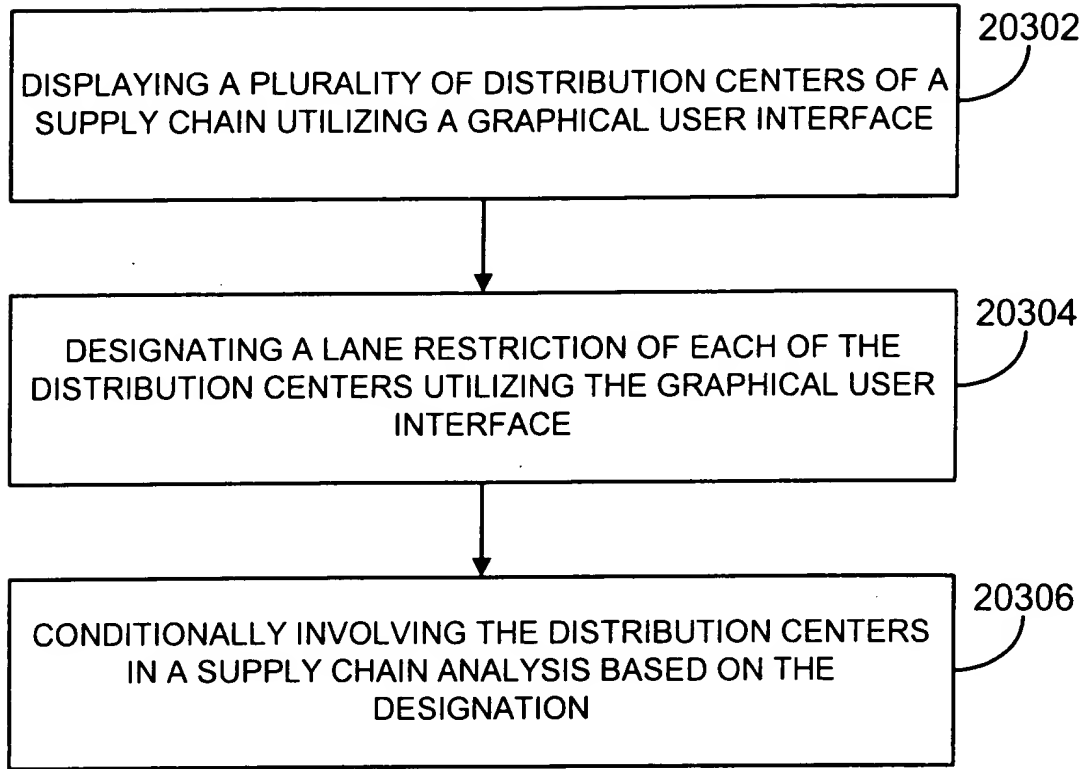 20302
DISPLAYING A PLURALITY OF DISTRIBUTION CENTERS OF A
SUPPLY CHAIN UTILIZING A GRAPHICAL USER INTERFACE
20304
DESIGNATING A LANE RESTRICTION OF EACH OF THE
DISTRIBUTION CENTERS UTILIZING THE GRAPHICAL USER
INTERFACE
20306
CONDITIONALLY INVOLVING THE DISTRIBUTION CENTERS
IN A SUPPLY CHAIN ANALYSIS BASED ON THE
DESIGNATION